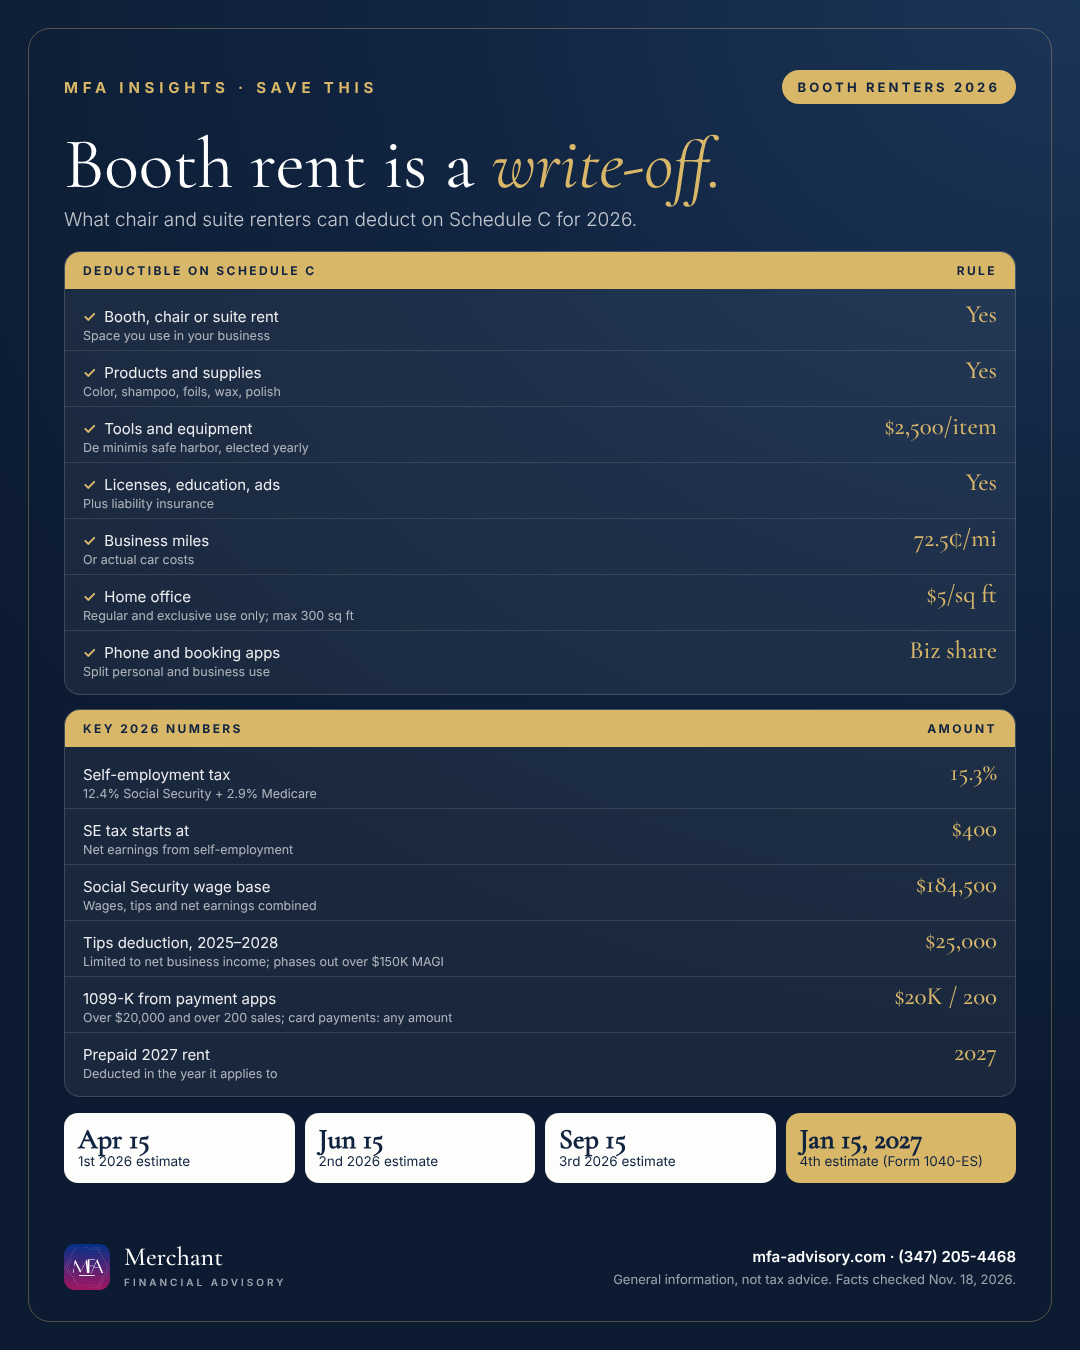 MFA INSIGHTS · SAVE THIS
BOOTH RENTERS 2026
Booth rent is a write-off.
What chair and suite renters can deduct on Schedule C for 2026.
DEDUCTIBLE ON SCHEDULE C RULE
✓ Booth, chair or suite rent Yes
Space you use in your business
✓ Products and supplies Yes
Color, shampoo, foils, wax, polish
✓ Tools and equipment $2,500/item
De minimis safe harbor, elected yearly
✓ Licenses, education, ads Yes
Plus liability insurance
✓ Business miles 72.5¢/mi
Or actual car costs
✓ Home office $5/sq ft
Regular and exclusive use only; max 300 sq ft
✓ Phone and booking apps Biz share
Split personal and business use
KEY 2026 NUMBERS AMOUNT
Self-employment tax 15.3%
12.4% Social Security + 2.9% Medicare
SE tax starts at $400
Net earnings from self-employment
Social Security wage base $184,500
Wages, tips and net earnings combined
Tips deduction, 2025–2028 $25,000
Limited to net business income; phases out over $150K MAGI
1099-K from payment apps $20K / 200
Over $20,000 and over 200 sales; card payments: any amount
Prepaid 2027 rent 2027
Deducted in the year it applies to
Apr 15
1st 2026 estimate
Jun 15
2nd 2026 estimate
Sep 15
3rd 2026 estimate
Jan 15, 2027
4th estimate (Form 1040-ES)
MFA
Merchant
FINANCIAL ADVISORY
mfa-advisory.com · (347) 205-4468
General information, not tax advice. Facts checked Nov. 18, 2026.